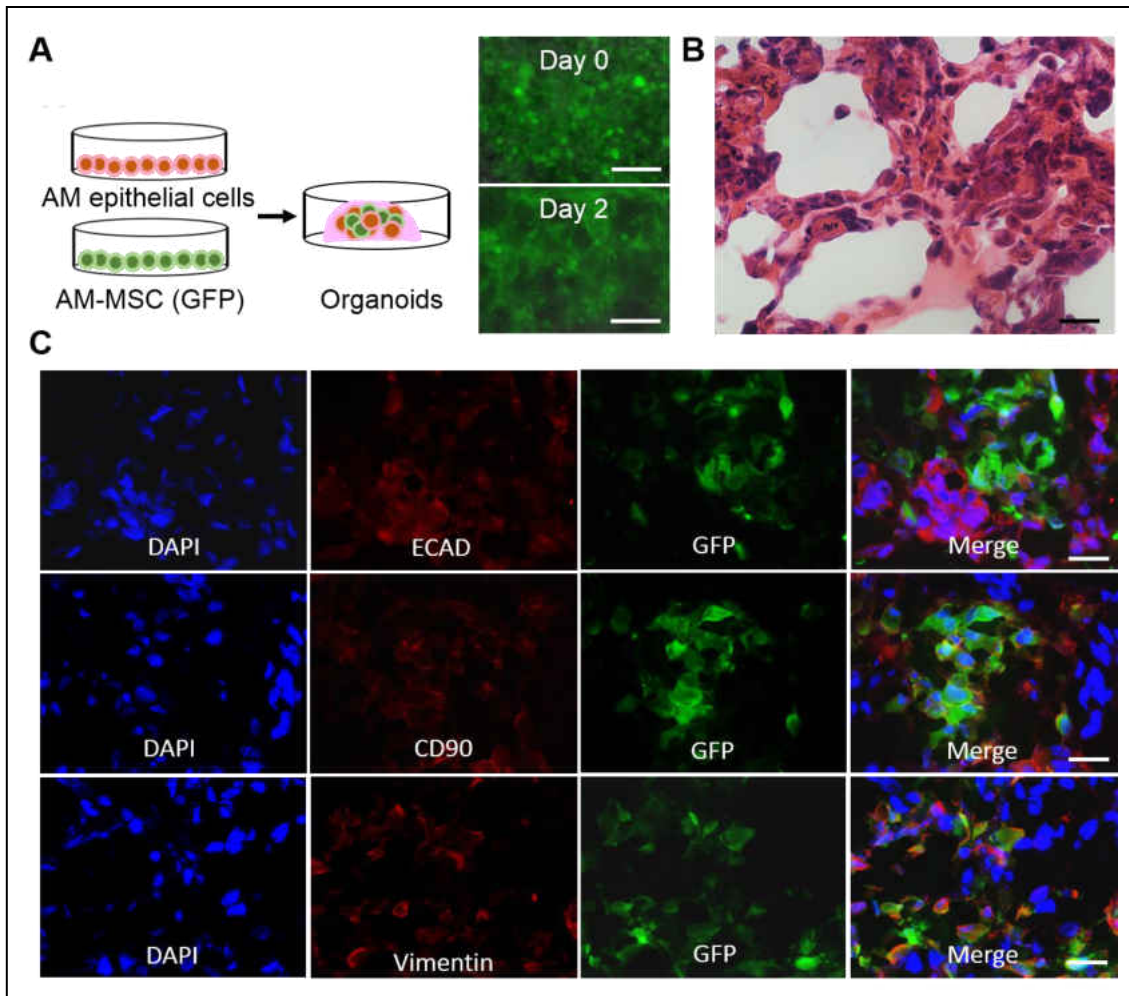 A
Day 0
B
AM epithelial cells
Day 2
AM-MSC (GFP)
Organoids
C
DAPI
ECAD
GFP
Merge
DAPI
CD90
GFP
Merge
DAPI
Vimentin
GFP
Merge